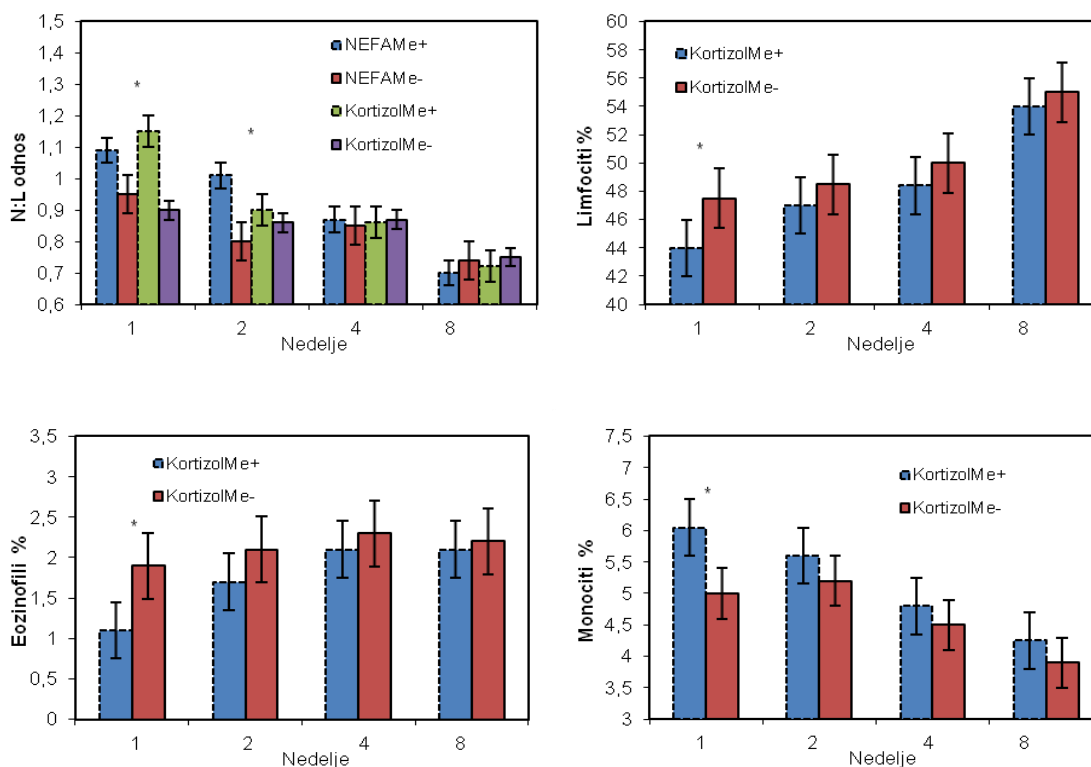 N:L odnos
1,5
1,4
1,3
1,2
1,1
1
0,9
0,8
0,7
0,6
NEFAMe+
NEFAMe-
KortizolMe+
KortizolMe-
*
*
1 2 4 8
Nedelje
Limfociti %
60
58
56
54
52
50
48
46
44
42
40
KortizolMe+
KortizolMe-
*
1 2 4 8
Nedelje
Eozinofili %
3,5
3
2,5
2
1,5
1
0,5
0
KortizolMe+
KortizolMe-
*
1 2 4 8
Nedelje
Monociti %
7,5
7
6,5
6
5,5
5
4,5
4
3,5
3
KortizolMe+
KortizolMe-
*
1 2 4 8
Nedelje